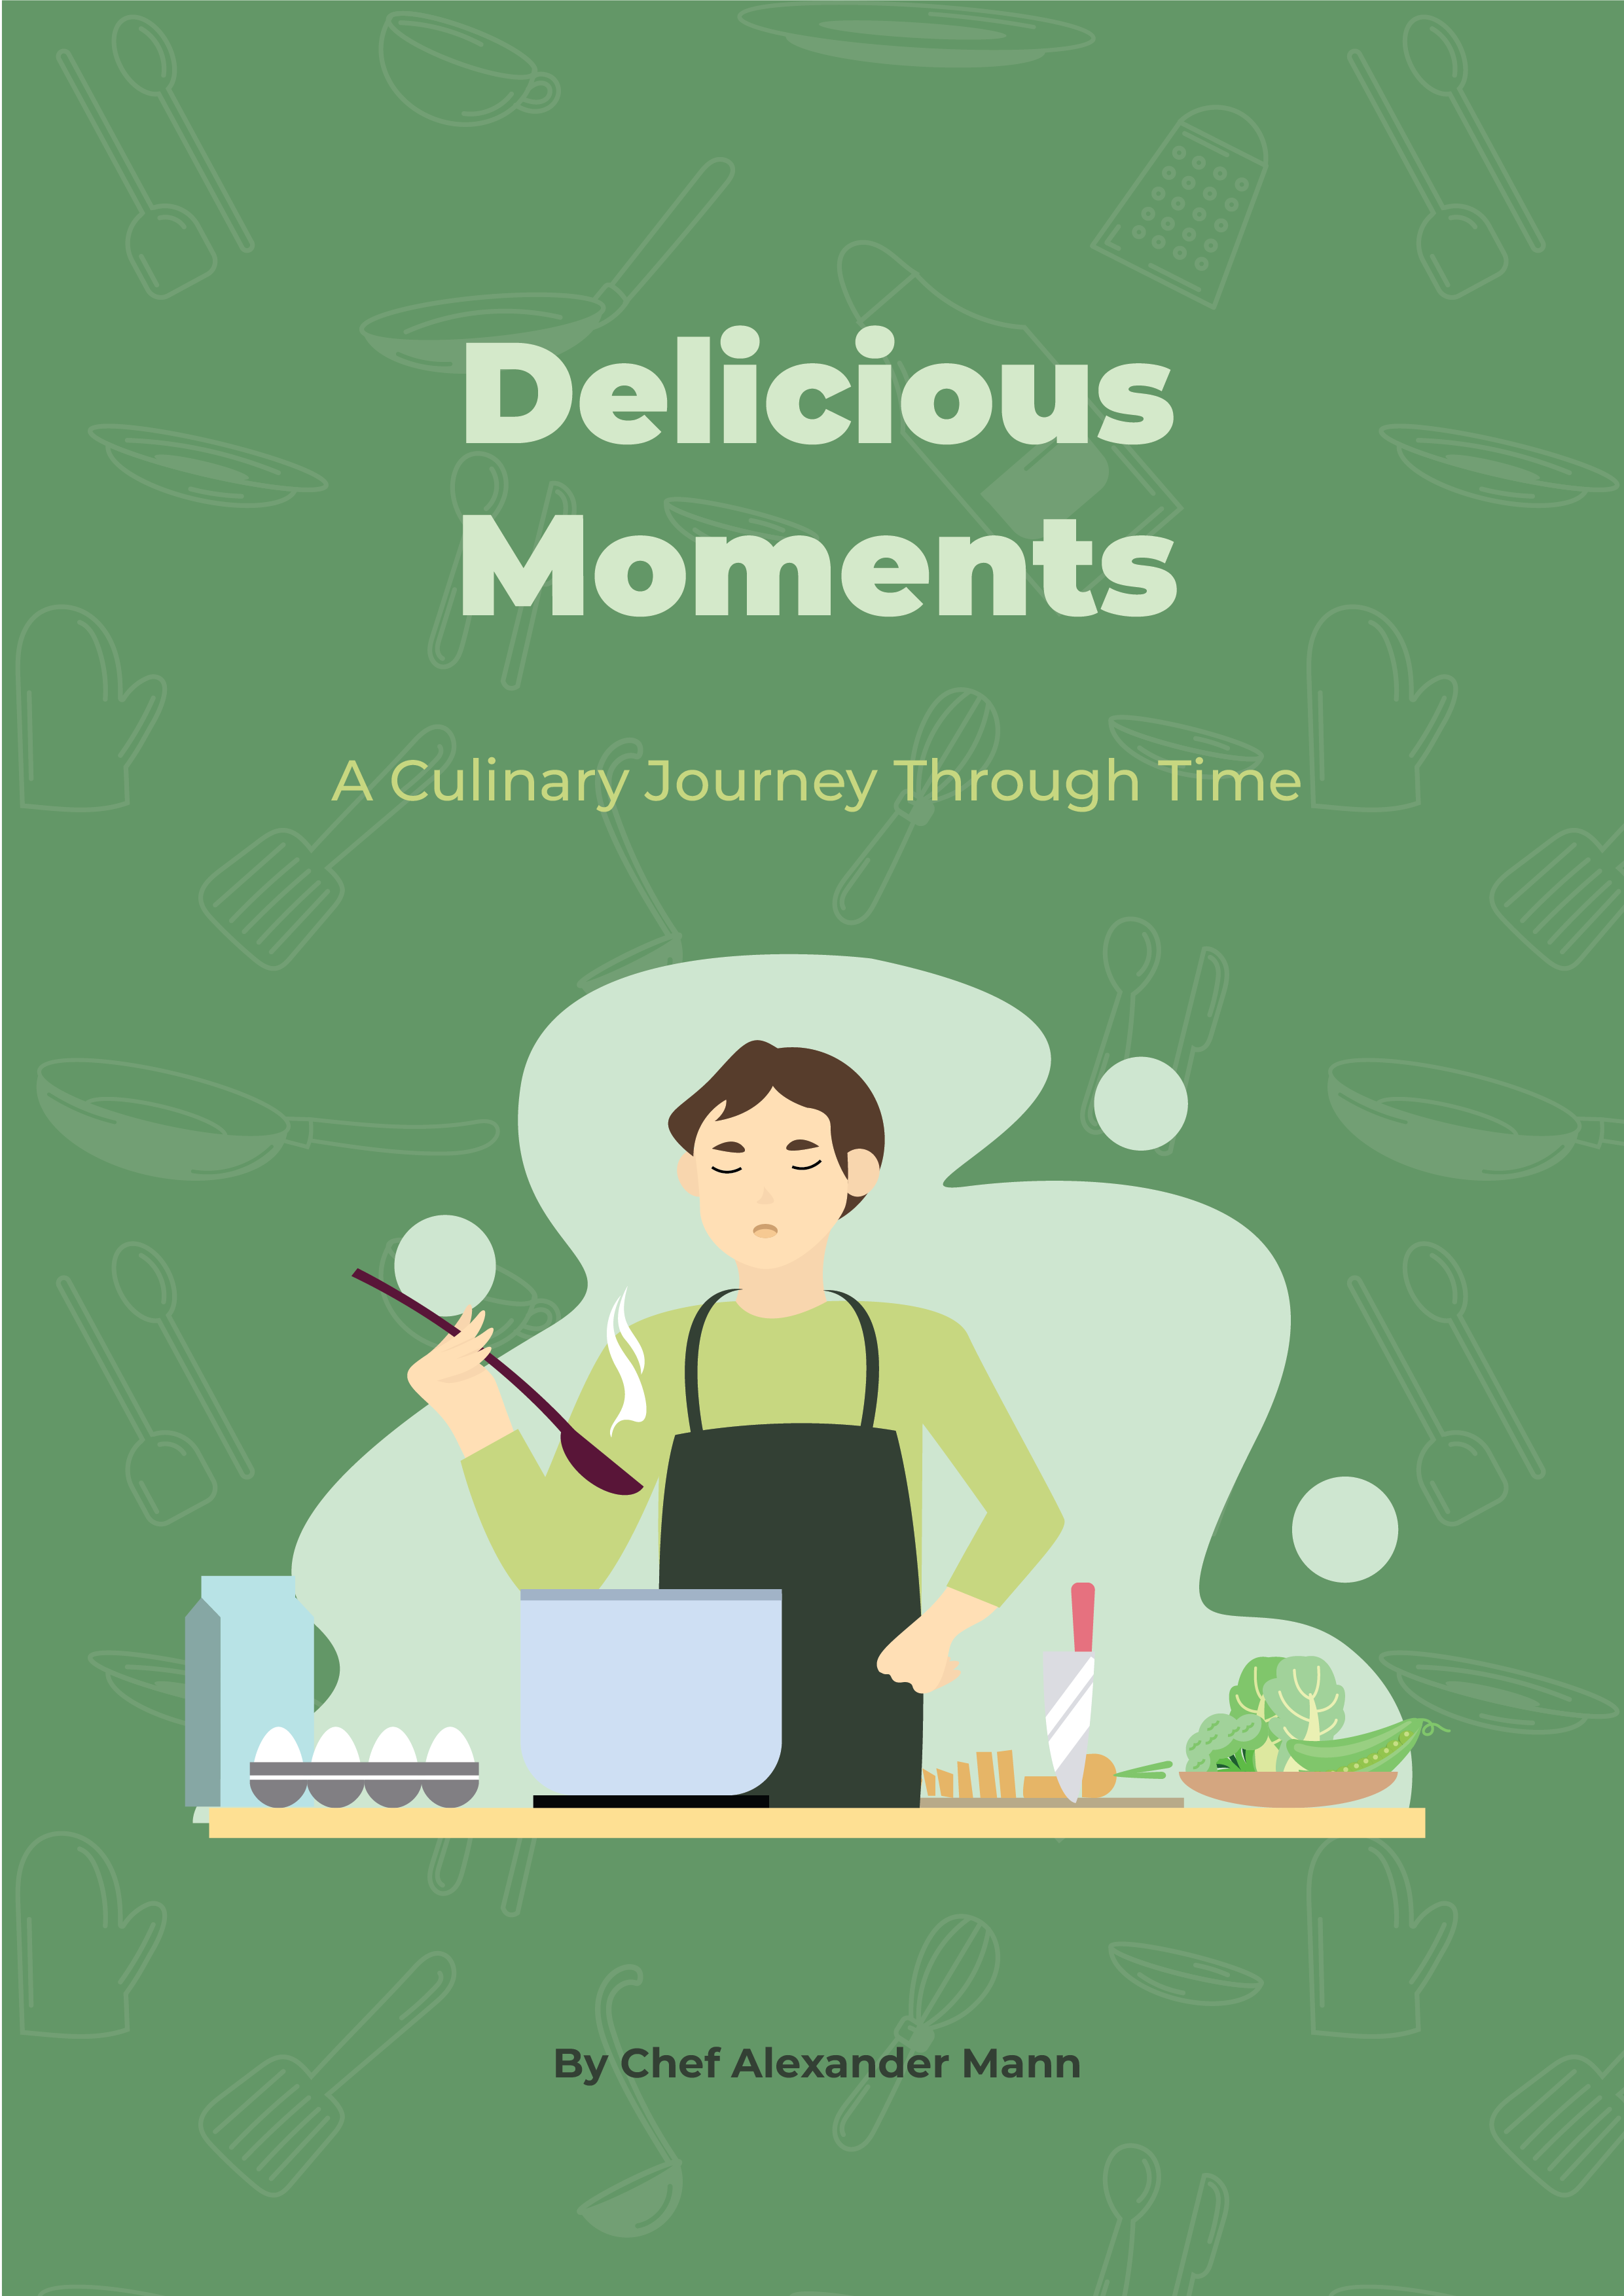 Delicious
Moments
A Culinary Journey Through Time
By Chef Alexander Mann